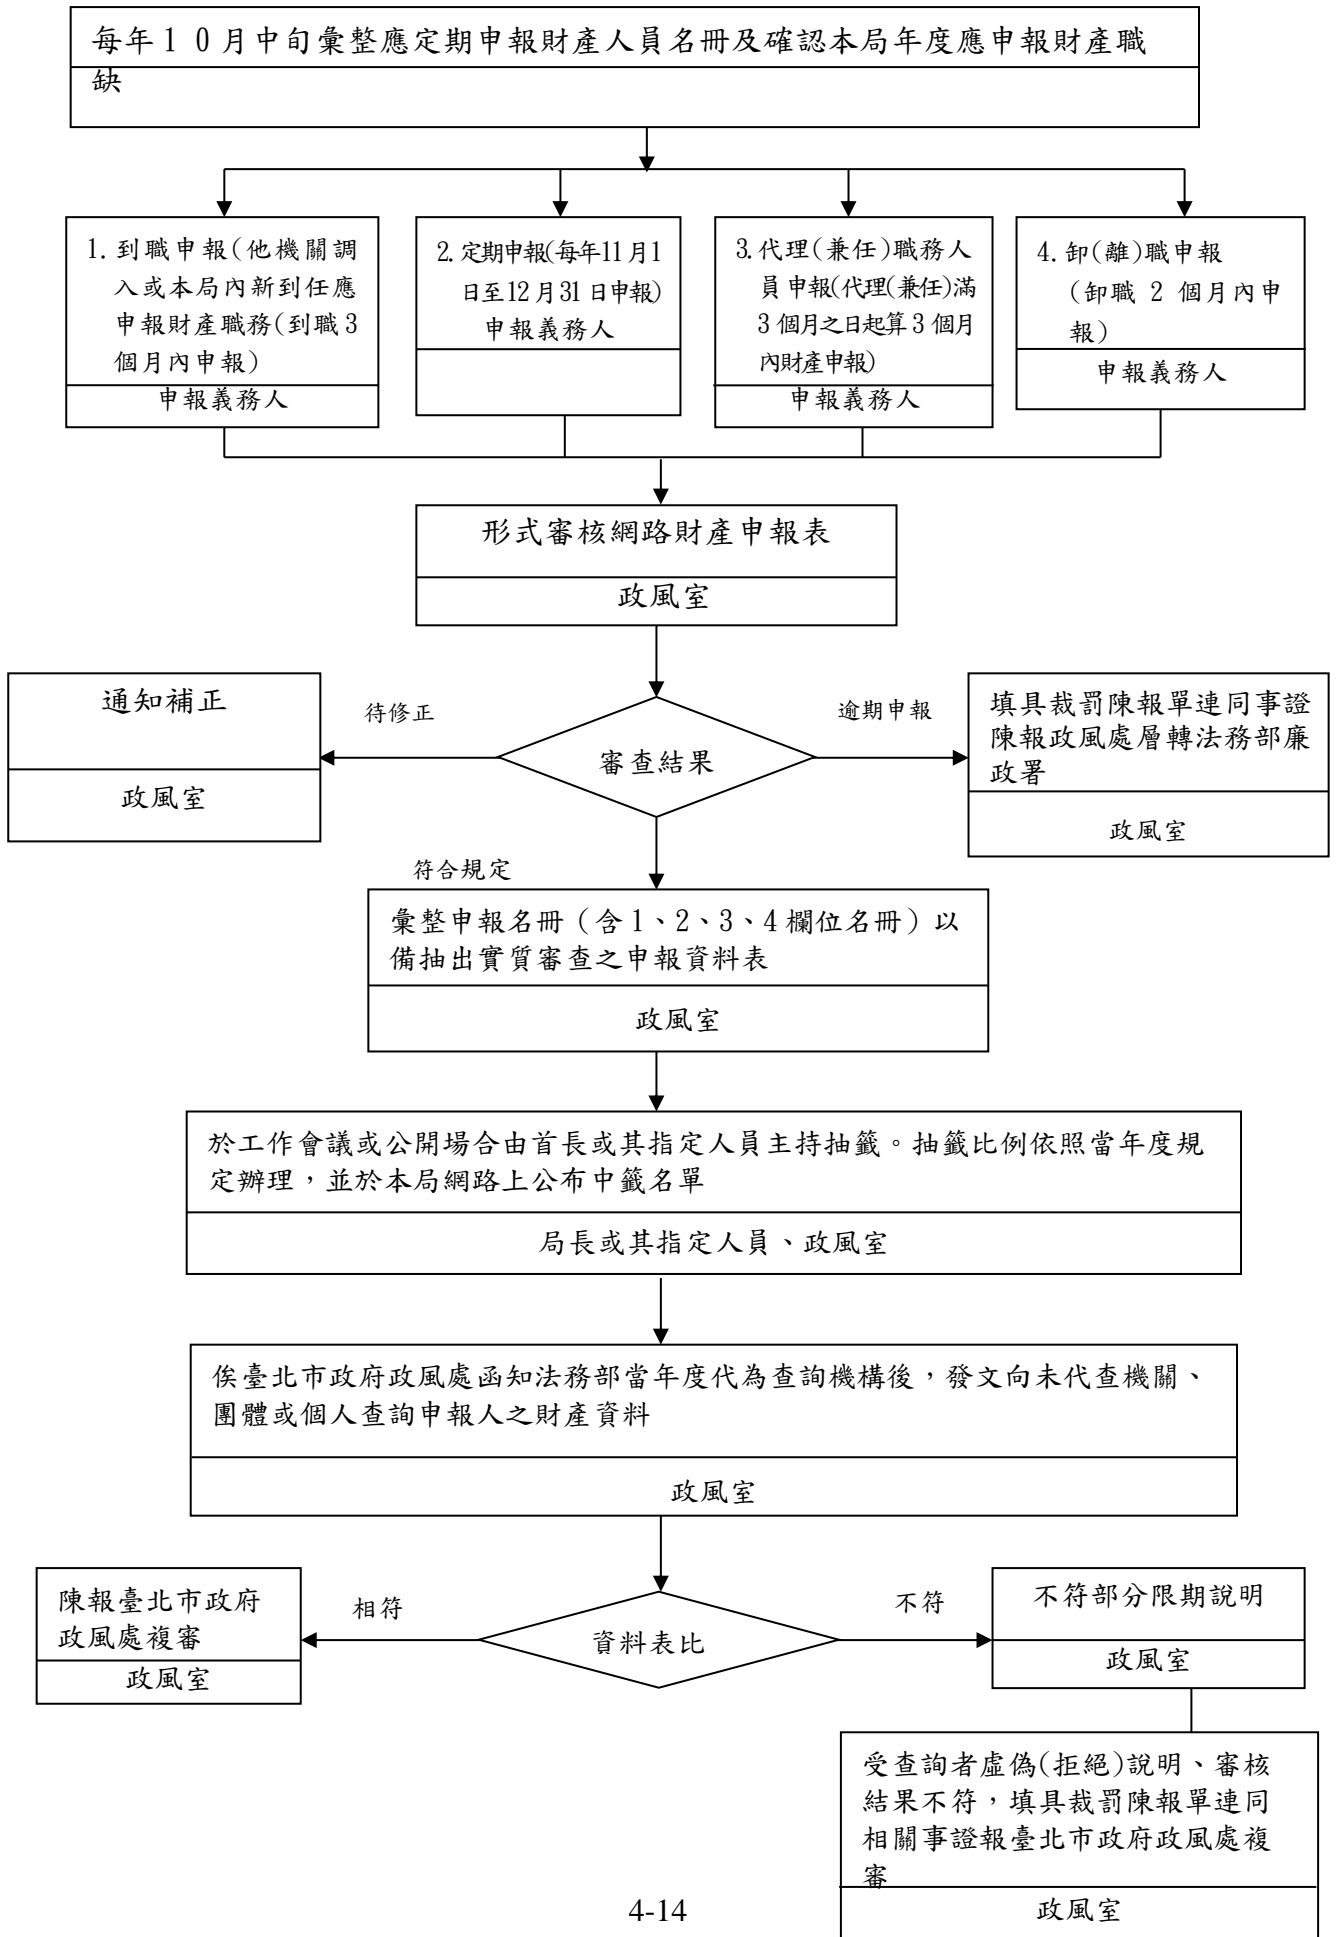 每年10月中旬彙整應定期申報財產人員名冊及確認本局年度應申報財產職
缺
1.到職申報(他機關調
入或本局內新到任應
申報財產職務(到職3
個月內申報)
申報義務人
2.定期申報(每年11月1
日至12月31日申報)
申報義務人
3.代理(兼任)職務人
員申報(代理(兼任)滿
3個月之日起算3個月
內財產申報)
申報義務人
4.卸(離)職申報
(卸職 2 個月內申
報)
申報義務人
形式審核網路財產申報表
政風室
通知補正
政風室
待修正
審查結果
逾期申報
填具裁罰陳報單連同事證
陳報政風處層轉法務部廉
政署
政風室
符合規定
彙整申報名冊（含1、2、3、4欄位名冊）以
備抽出實質審查之申報資料表
政風室
於工作會議或公開場合由首長或其指定人員主持抽籤。抽籤比例依照當年度規
定辦理，並於本局網路上公布中籤名單
局長或其指定人員、政風室
俟臺北市政府政風處函知法務部當年度代為查詢機構後，發文向未代查機關、
團體或個人查詢申報人之財產資料
政風室
陳報臺北市政府
政風處複審
政風室
相符
資料表比
不符
不符部分限期說明
政風室
受查詢者虛偽(拒絕)說明、審核
結果不符，填具裁罰陳報單連同
相關事證報臺北市政府政風處複
審
政風室
4-14